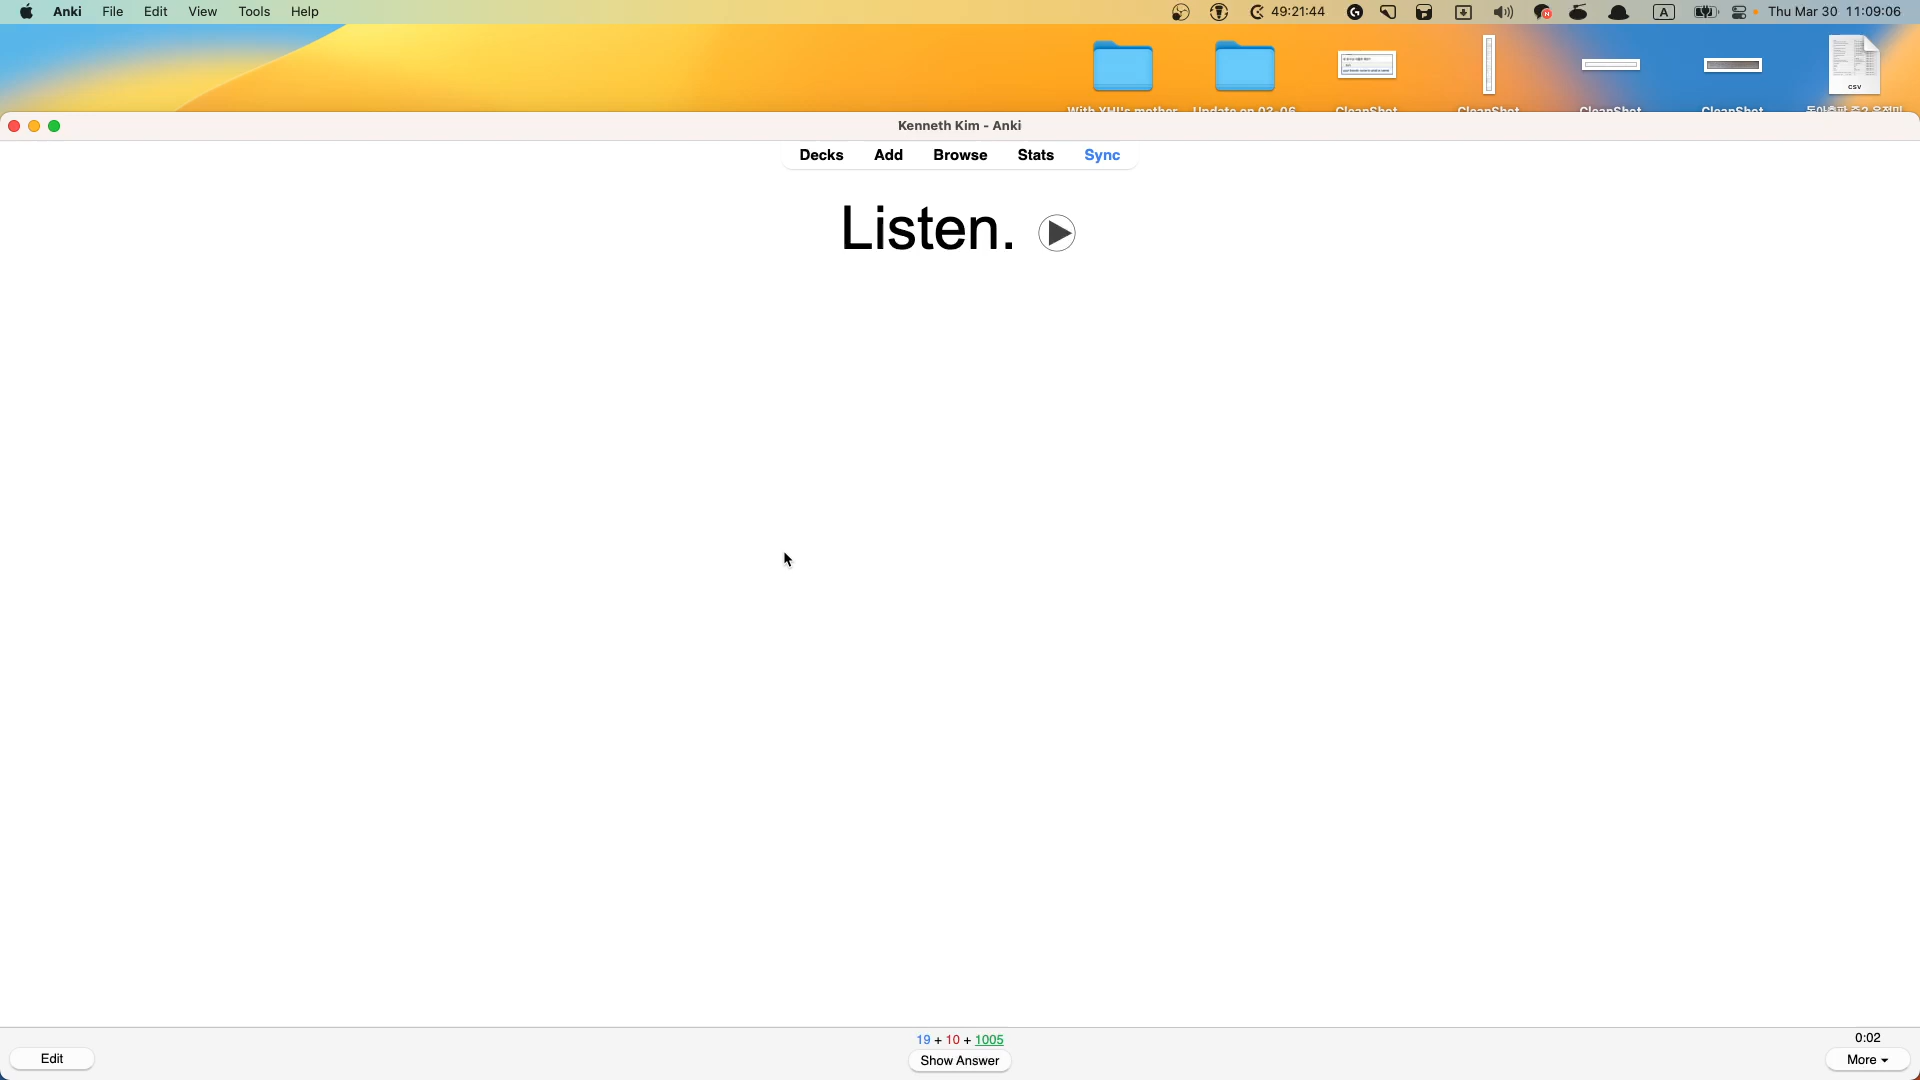 Anki File Edit View Tools Help 49:21:44 A Thu Mar 30 11:09:06
CSV
Kenneth Kim - Anki
Decks Add Browse Stats Sync
Listen.
19 + 10 + 1005
0:02
Edit
Show Answer
More